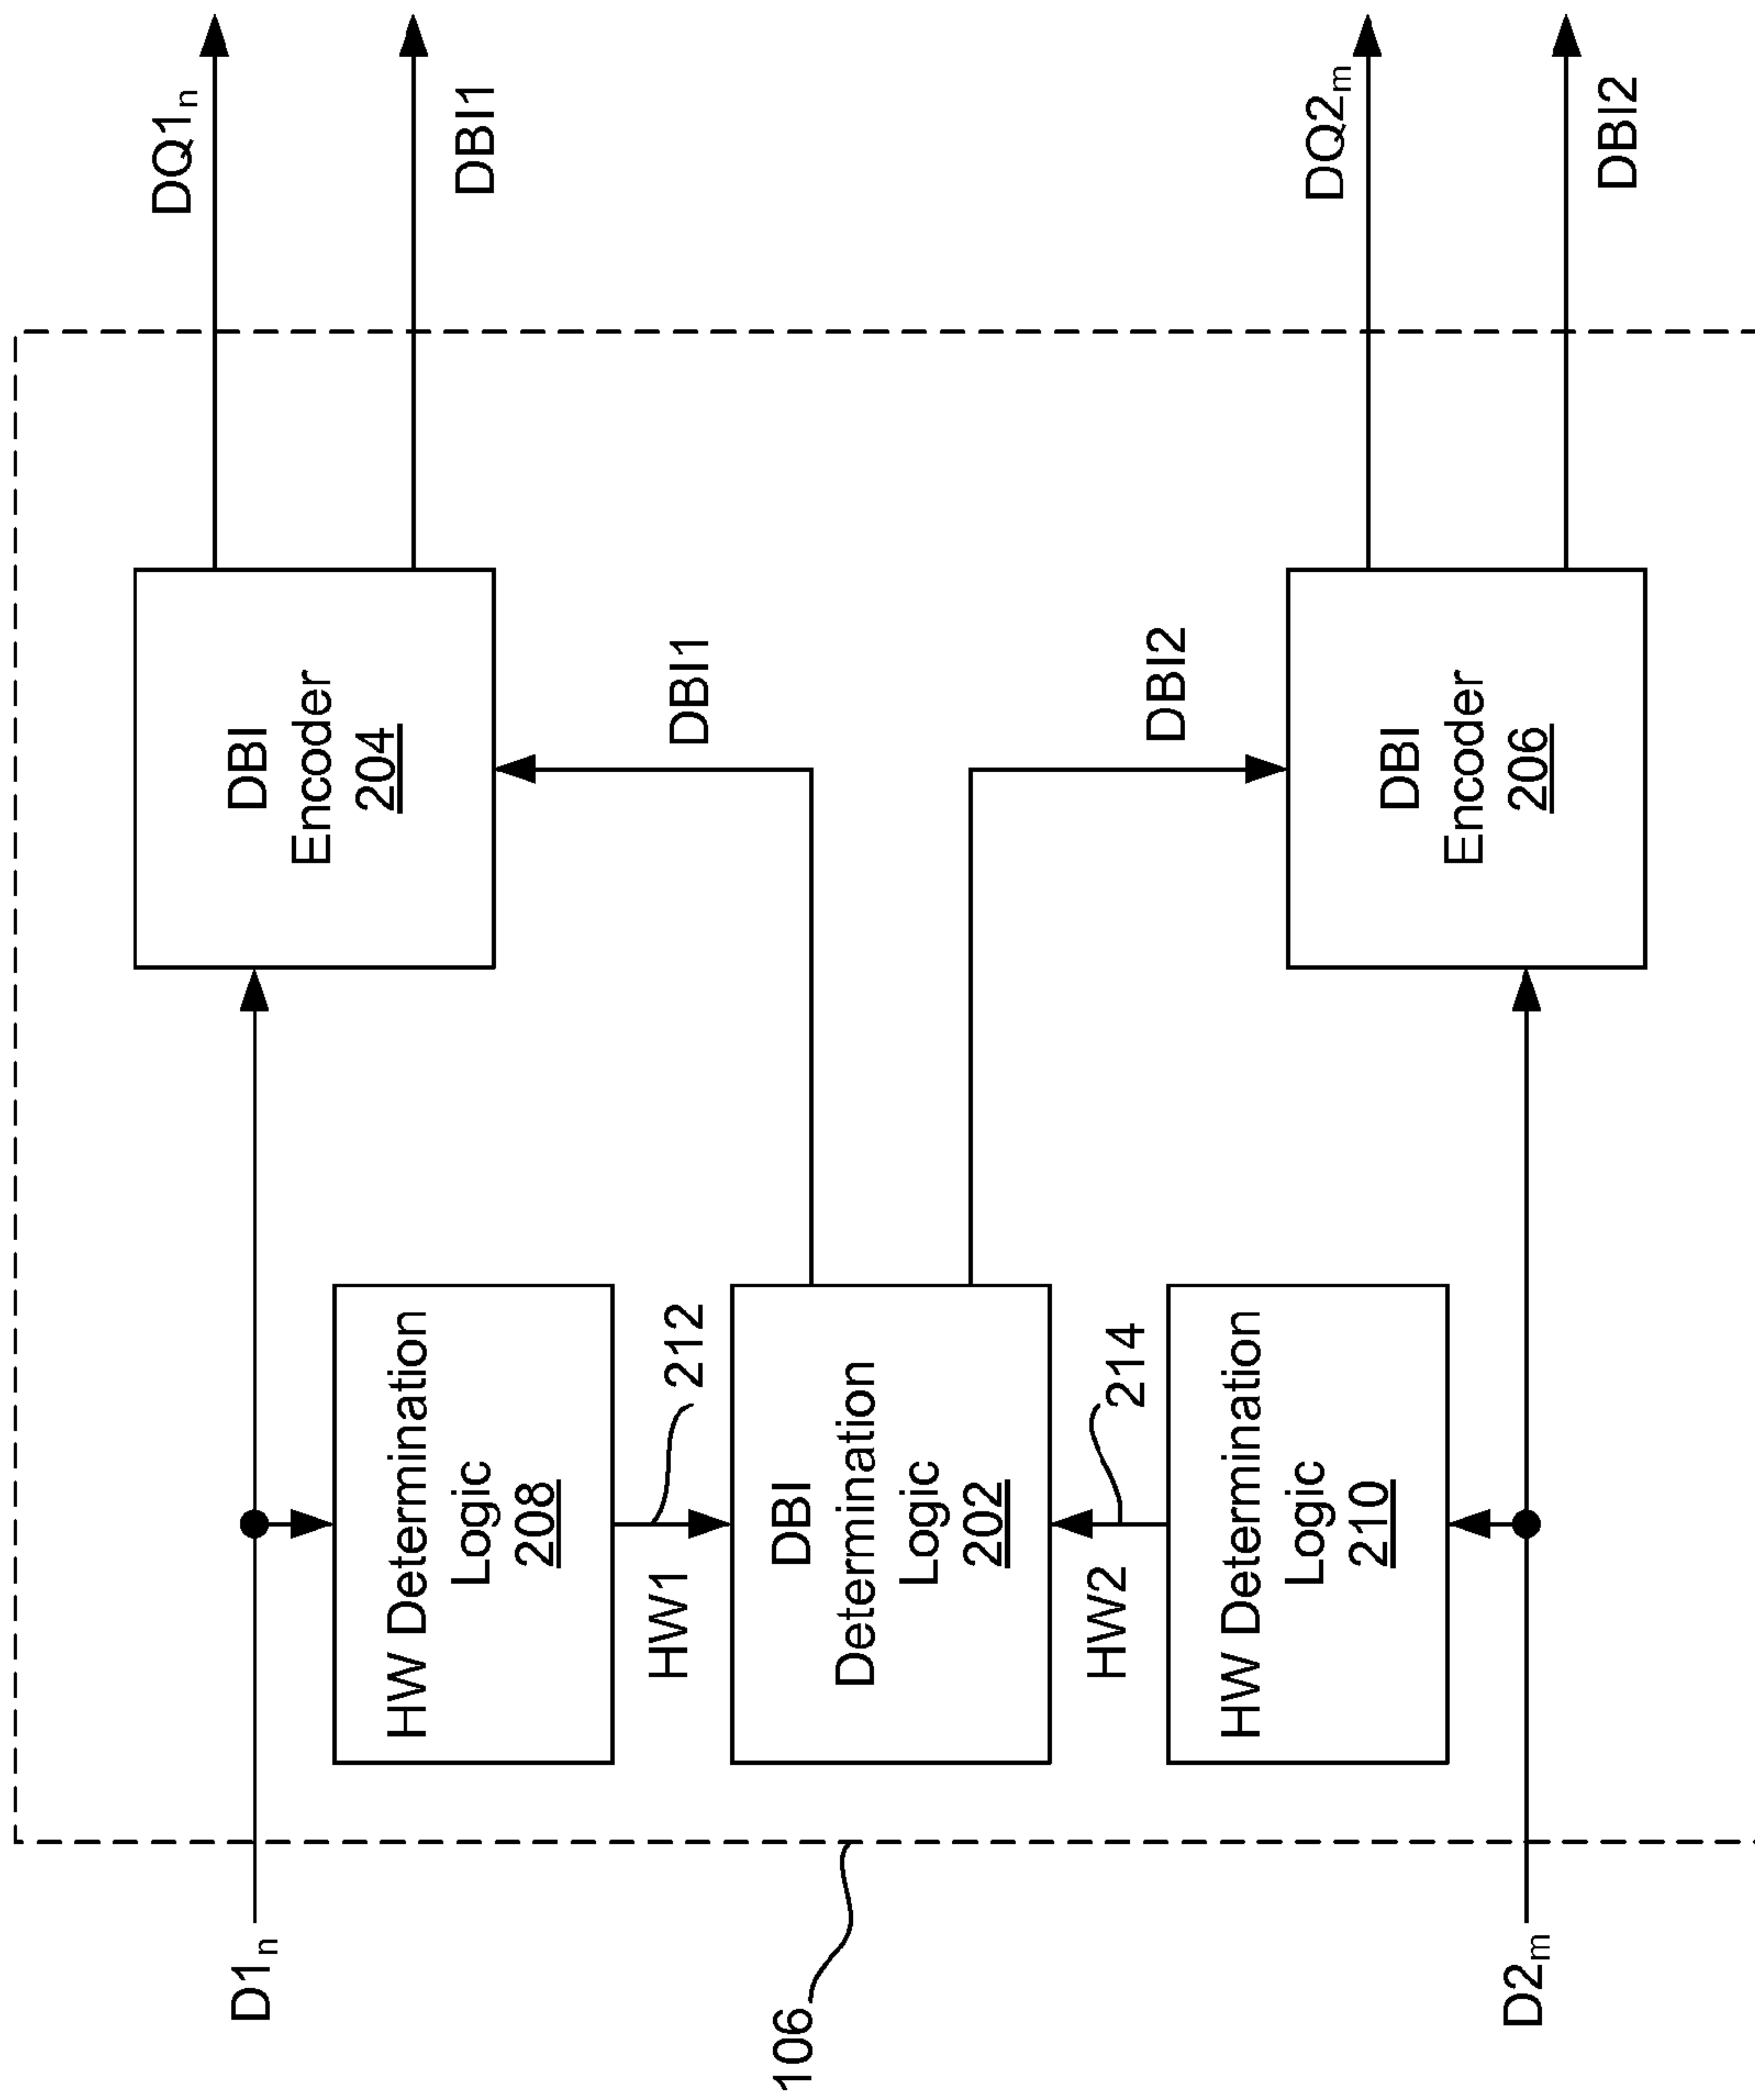 D1n
DQ1n
DBI
Encoder
204
DBI1
HW Determination
Logic
208
HW1
212
DBI1
106
DBI
Determination
Logic
202
HW2
214
DBI2
HW Determination
Logic
210
DBI
Encoder
206
DQ2m
D2m
DBI2